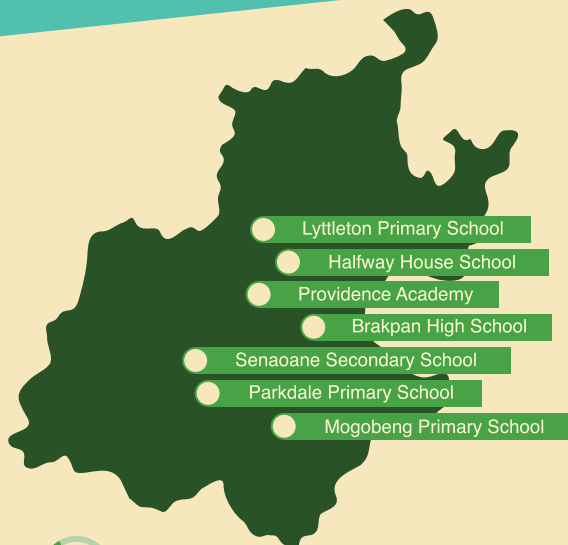 Lyttleton Primary School
Halfway House School
Providence Academy
Brakpan High School
Senaoane Secondary School
Parkdale Primary School
Mogobeng Primary School